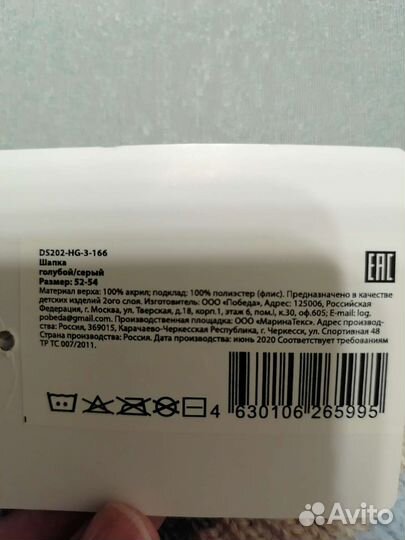 DS202-HG-3-166
Шапка
голубой/серый
Размер: 52-54
Материал верха: 100% акрил; подклад: 100% полиэстер (флис). Предназначено в качестве
детских изделий 2ого слоя. Изготовитель: ООО «Победа», Адрес: 125006, Российская
Федерация, г. Москва, ул. Тверская, д.18, корп.1, этаж 6, пом.I, к.30, оф.605; E-mail: log.
pobeda@gmail.com. Производственная площадка: ООО «МаринаТекс». Адрес производ-
ства: Россия, 369015, Карачаево-Черкесская Республика, г. Черкесск, ул. Спортивная 48
Страна производства: Россия. Дата производства: июнь 2020 Соответствует требованиям
ТР ТС 007/2011.
EAC
4 630106 265995
Avito